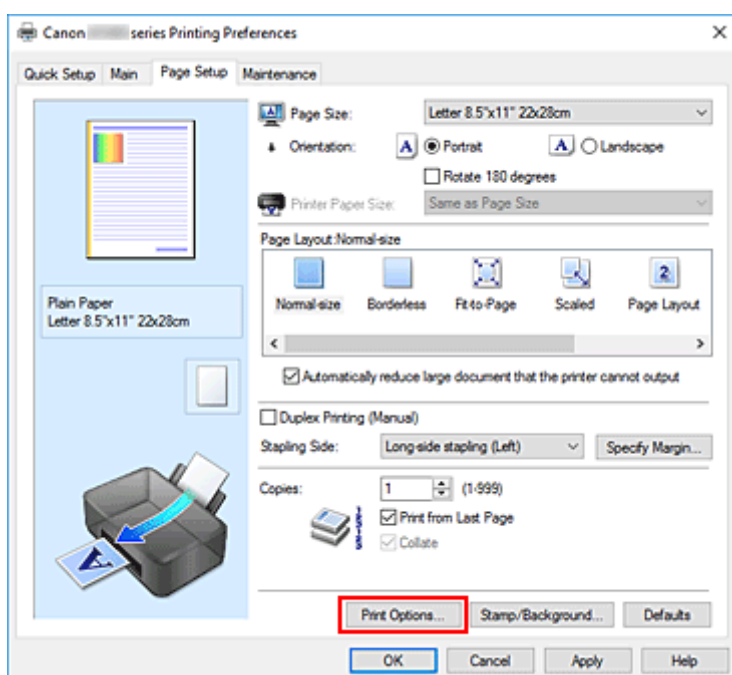 Canon series Printing Preferences
Quick Setup Main Page Setup Maintenance
Page Size: Letter 8.5"x11" 22x28cm
Orientation: A Portrait A Landscape
Rotate 180 degrees
Printer Paper Size: Same as Page Size
Page Layout:Normal-size
2
Normal-size Borderless Fit-to-Page Scaled Page Layout
Plain Paper
Letter 8.5"x11" 22x28cm
Automatically reduce large document that the printer cannot output
Duplex Printing (Manual)
Stapling Side: Long-side stapling (Left) Specify Margin...
Copies: 1 (1-999)
Print from Last Page
Collate
A
Print Options... Stamp/Background... Defaults
OK Cancel Apply Help